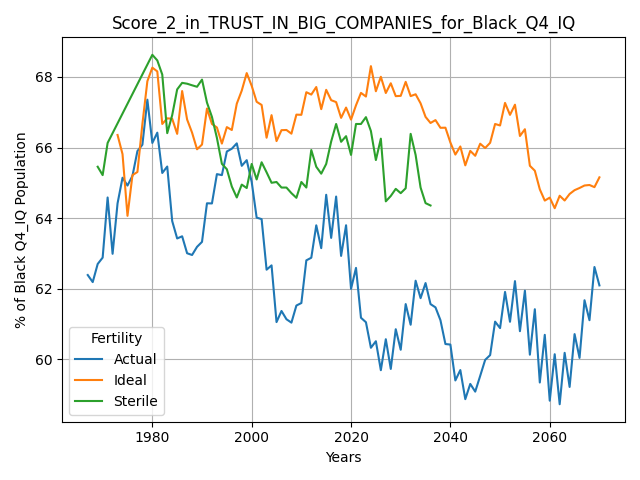 Score_2_in_TRUST_IN_BIG_COMPANIES_for_Black_Q4_IQ
% of Black Q4_IQ Population
68
66
64
62
60
Fertility
Actual
Ideal
Sterile
1980
2000
2020
2040
2060
Years